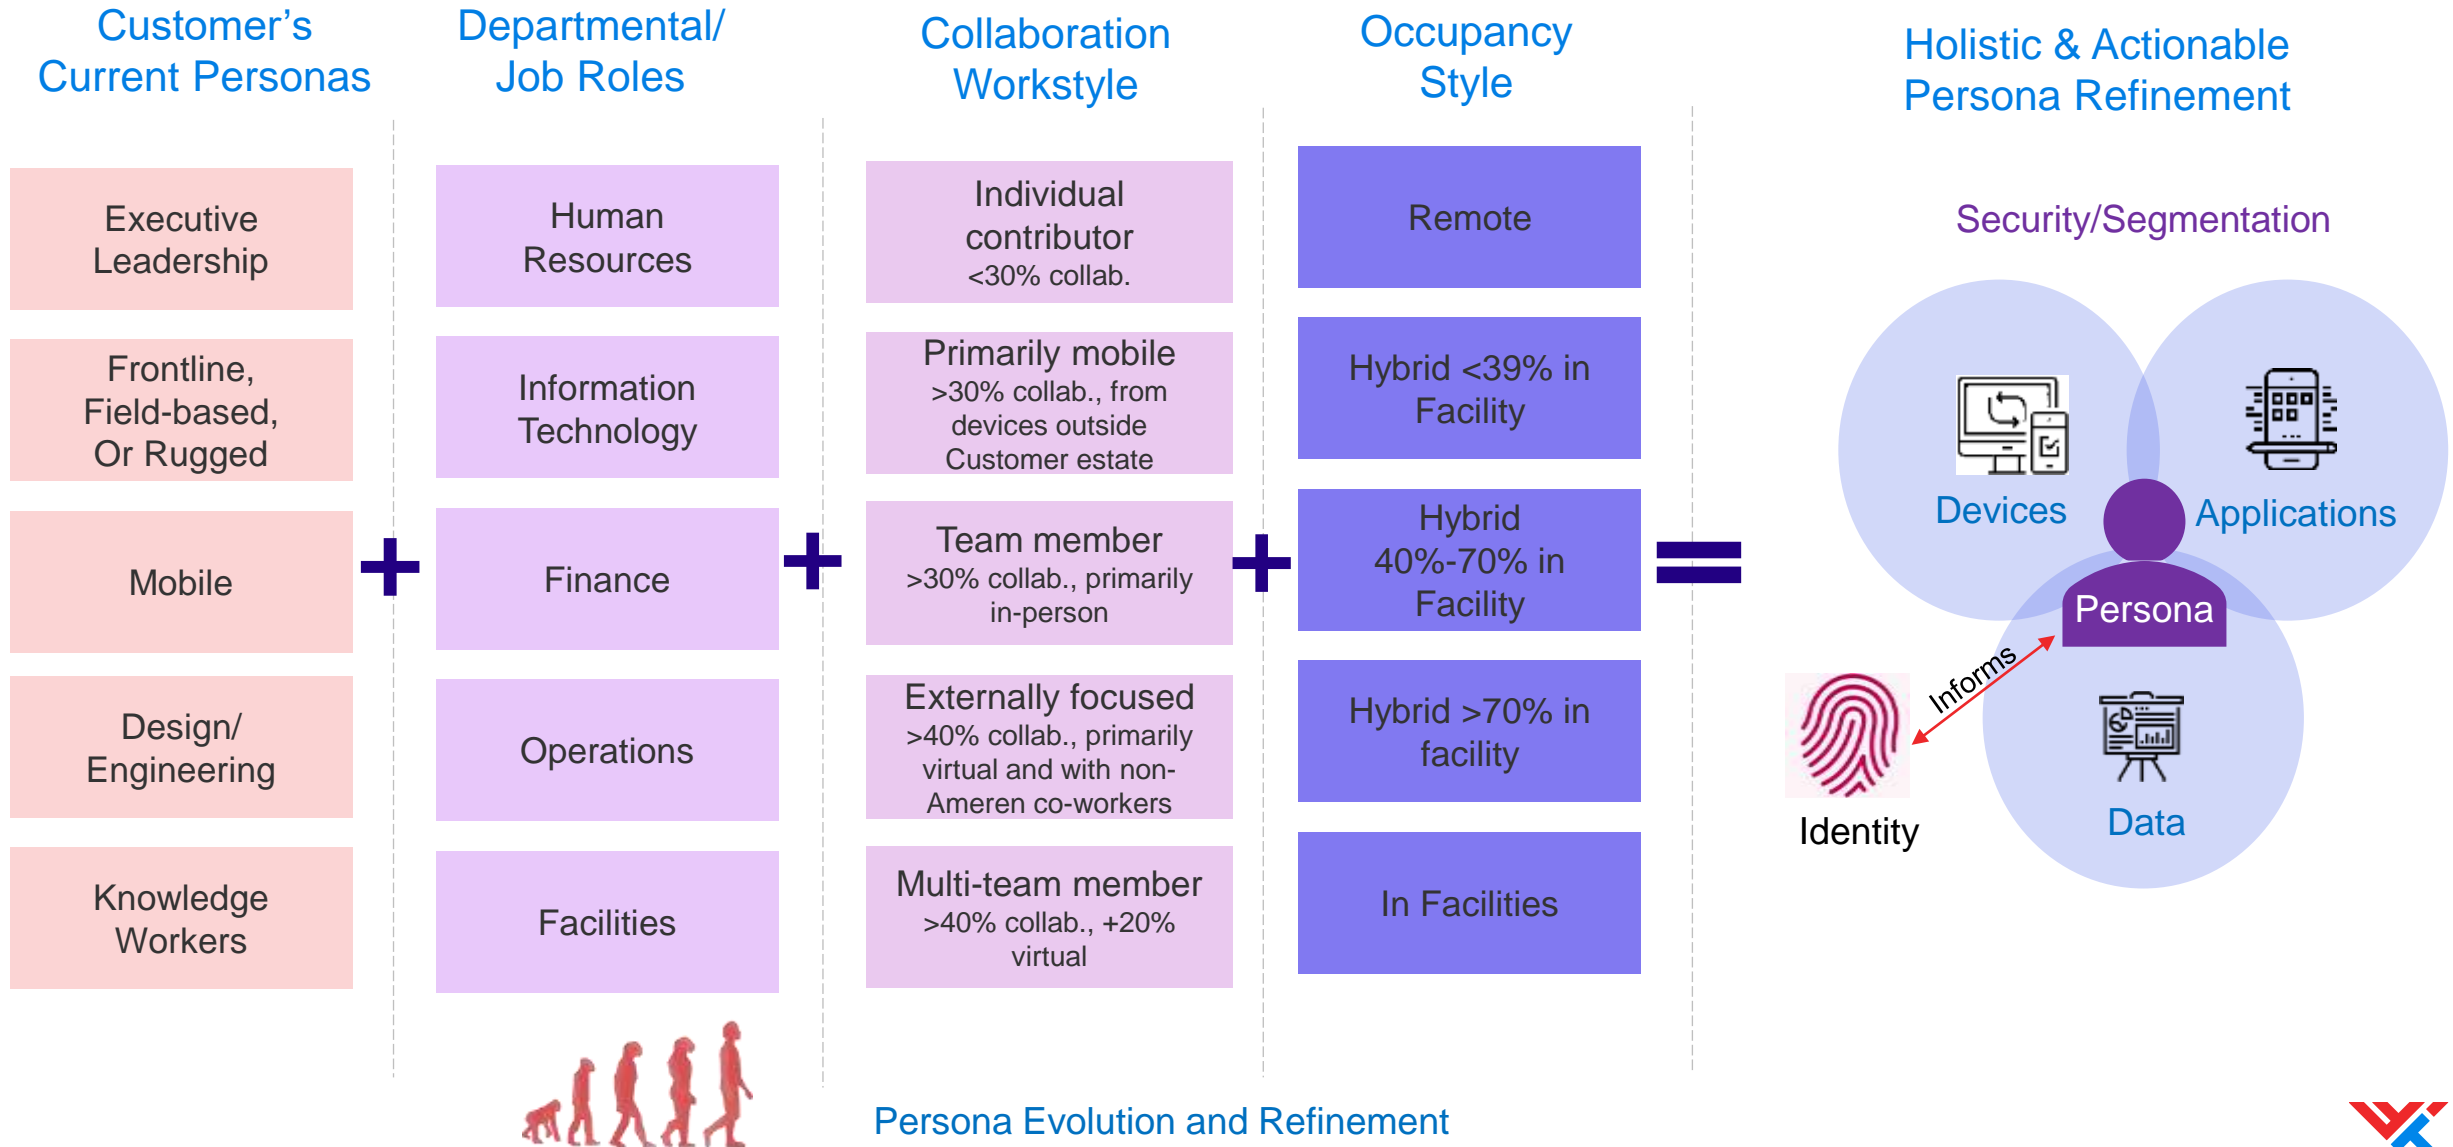 Customer's
Current Personas
Departmental/
Job Roles
Collaboration
Workstyle
Occupancy
Style
Holistic & Actionable
Persona Refinement
Executive
Leadership
Frontline,
Field-based,
Or Rugged
Mobile
Design/
Engineering
Knowledge
Workers
+
Human
Resources
Information
Technology
Finance
Operations
Facilities
+
Individual
contributor
<30% collab.
Primarily mobile
>30% collab., from
devices outside
Customer estate
Team member
>30% collab., primarily
in-person
Externally focused
>40% collab., primarily
virtual and with non-
Ameren co-workers
Multi-team member
>40% collab., +20%
virtual
+
Remote
Hybrid <39% in
Facility
Hybrid
40%-70% in
Facility
Hybrid >70% in
facility
In Facilities
=
Security/Segmentation
Devices
Applications
Persona
Informs
Identity
Data
Persona Evolution and Refinement